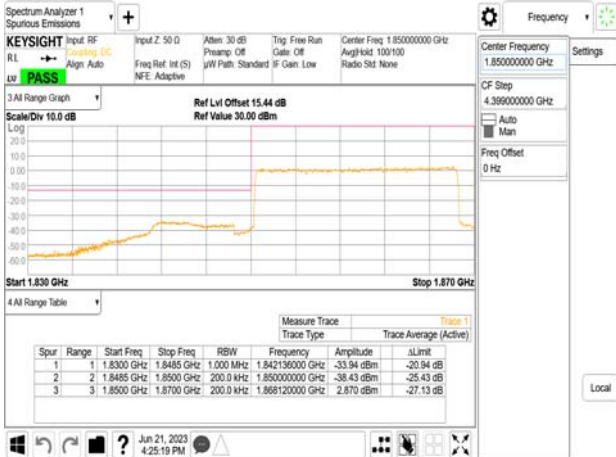 Spectrum Analyzer 1
Spurious Emissions
Frequency
KEYSIGHT Input: RF Input Z: 50 Ω Atten: 30 dB Trig: Free Run Center Freq: 1.850000000 GHz
RL Coupling: DC Preamp: Off Gate: Off Avg|Hold: 100/100
Align: Auto Freq Ref: Int (S) µW Path: Standard IF Gain: Low Radio Std: None
LV PASS NFE: Adaptive
Center Frequency
1.850000000 GHz
Settings
CF Step
4.399000000 GHz
Auto
Man
Freq Offset
0 Hz
3 All Range Graph
Ref Lvl Offset 15.44 dB
Scale/Div 10.0 dB Ref Value 30.00 dBm
Log
20.0
10.0
0.00
-10.0
-20.0
-30.0
-40.0
-50.0
-60.0
Start 1.830 GHz Stop 1.870 GHz
4 All Range Table
Measure Trace Trace 1
Trace Type Trace Average (Active)
Spur Range Start Freq Stop Freq RBW Frequency Amplitude ΔLimit
1 1 1.8300 GHz 1.8485 GHz 1.000 MHz 1.842136000 GHz -33.94 dBm -20.94 dB
2 2 1.8485 GHz 1.8500 GHz 200.0 kHz 1.850000000 GHz -38.43 dBm -25.43 dB
3 3 1.8500 GHz 1.8700 GHz 200.0 kHz 1.868120000 GHz 2.870 dBm -27.13 dB
Local
Jun 21, 2023
4:25:19 PM